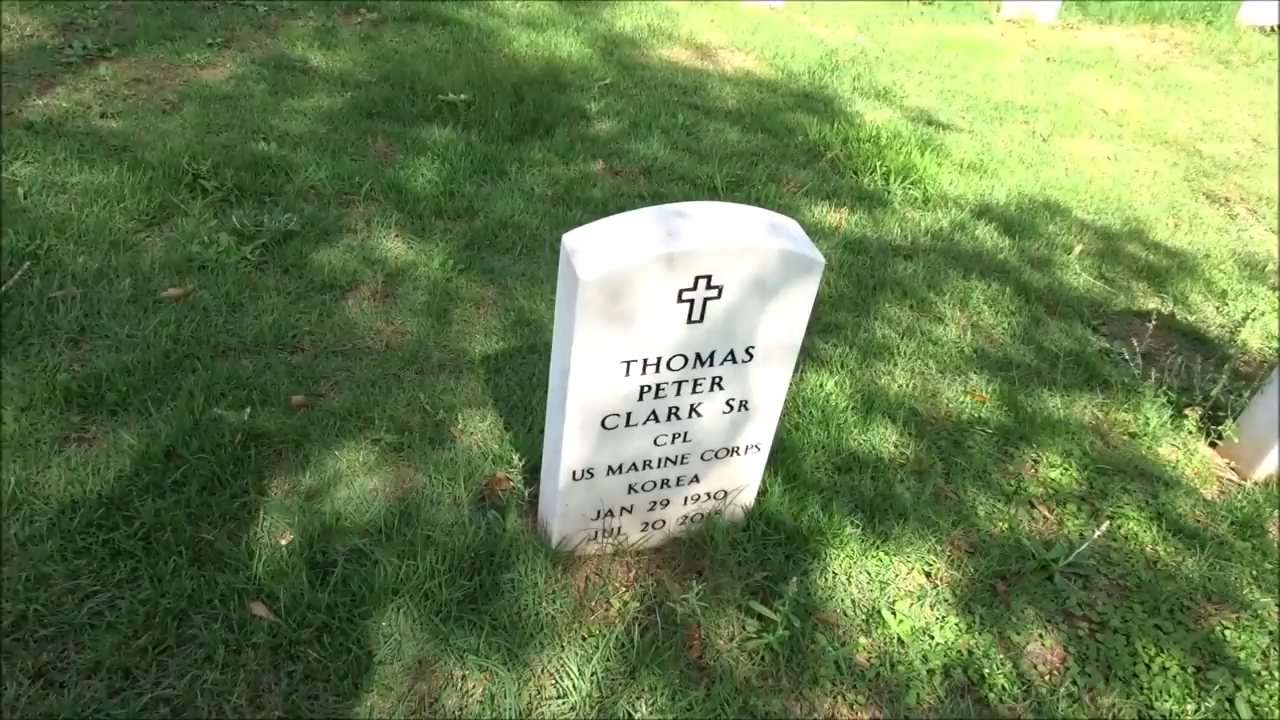 THOMAS
PETER
CLARK SR
CPL
US MARINE CORPS
KOREA
JAN 29 1930
JUL 20